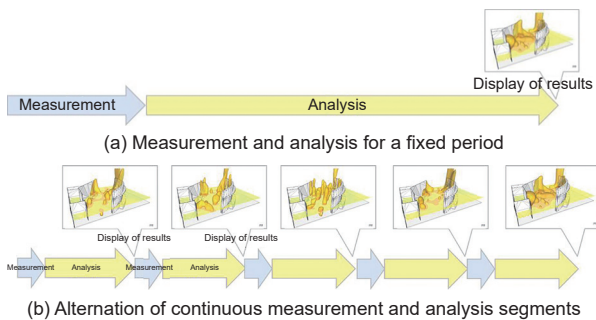 Display of results
Measurement
Analysis
(a) Measurement and analysis for a fixed period
Display of results
Display of results
Measurement
Analysis
Measurement
Analysis
(b) Alternation of continuous measurement and analysis segments